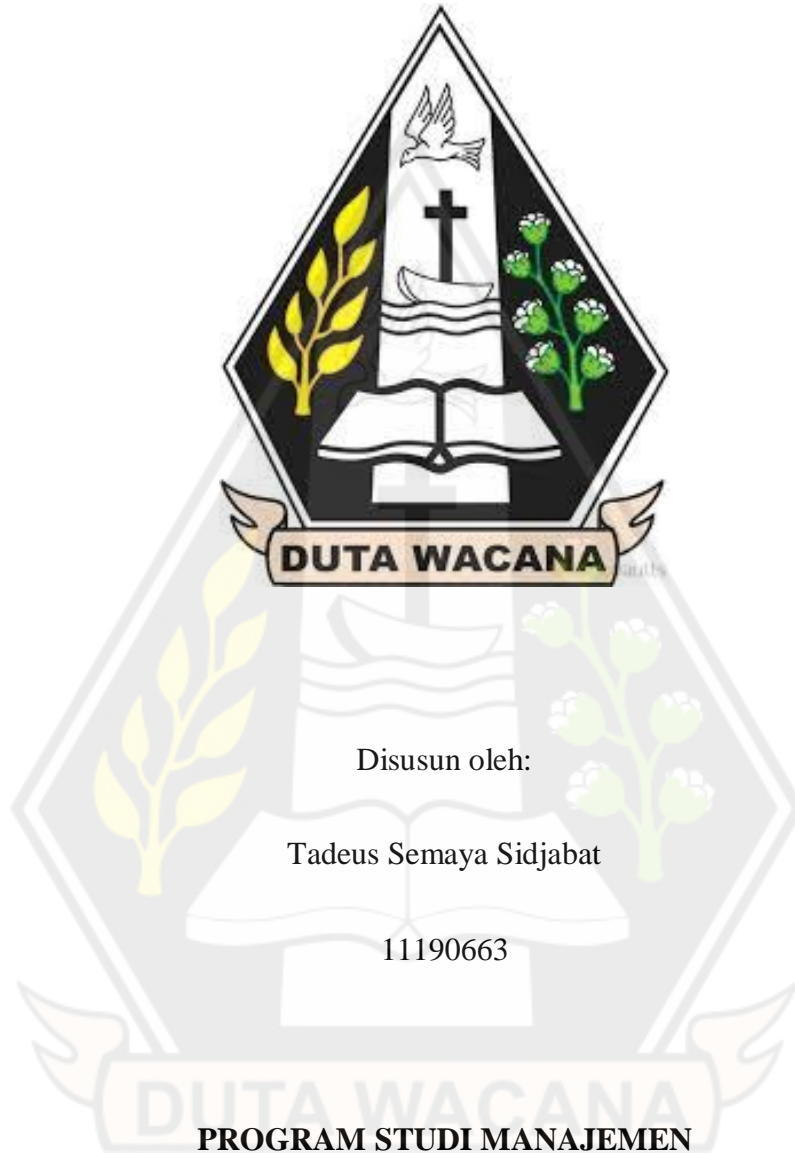 DUTA WACANA
Disusun oleh:
Tadeus Semaya Sidjabat
11190663
DUTA WACANA
PROGRAM STUDI MANAJEMEN